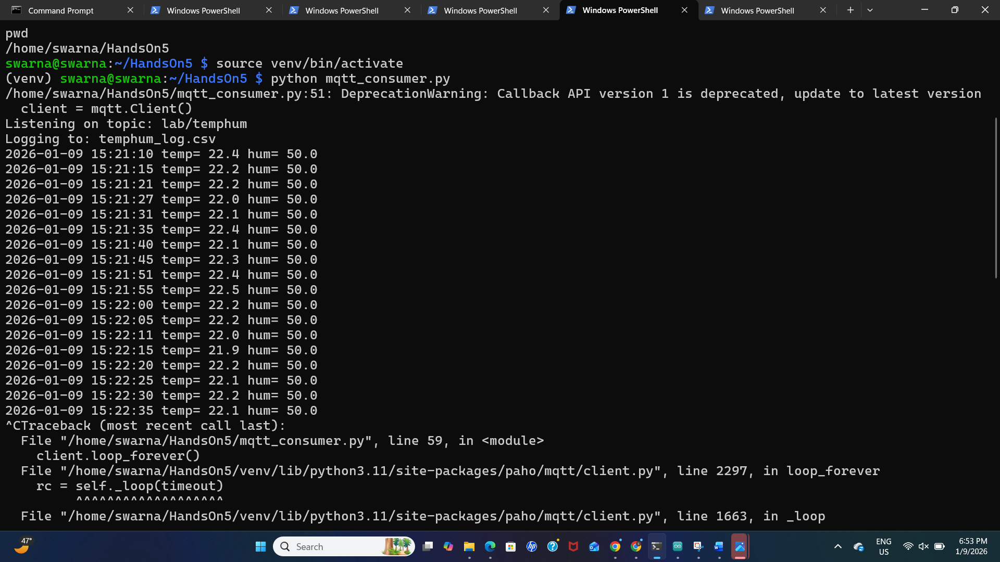 Command Prompt
Windows PowerShell
Windows PowerShell
Windows PowerShell
Windows PowerShell
Windows PowerShell
pwd
/home/swarna/HandsOn5
swarna@swarna:~/HandsOn5 $ source venv/bin/activate
(venv) swarna@swarna:~/HandsOn5 $ python mqtt_consumer.py
/home/swarna/HandsOn5/mqtt_consumer.py:51: DeprecationWarning: Callback API version 1 is deprecated, update to latest version
  client = mqtt.Client()
Listening on topic: lab/temphum
Logging to: temphum_log.csv
2026-01-09 15:21:10 temp= 22.4 hum= 50.0
2026-01-09 15:21:15 temp= 22.2 hum= 50.0
2026-01-09 15:21:21 temp= 22.2 hum= 50.0
2026-01-09 15:21:27 temp= 22.0 hum= 50.0
2026-01-09 15:21:31 temp= 22.1 hum= 50.0
2026-01-09 15:21:35 temp= 22.4 hum= 50.0
2026-01-09 15:21:40 temp= 22.1 hum= 50.0
2026-01-09 15:21:45 temp= 22.3 hum= 50.0
2026-01-09 15:21:51 temp= 22.4 hum= 50.0
2026-01-09 15:21:55 temp= 22.5 hum= 50.0
2026-01-09 15:22:00 temp= 22.2 hum= 50.0
2026-01-09 15:22:05 temp= 22.2 hum= 50.0
2026-01-09 15:22:11 temp= 22.0 hum= 50.0
2026-01-09 15:22:15 temp= 21.9 hum= 50.0
2026-01-09 15:22:20 temp= 22.2 hum= 50.0
2026-01-09 15:22:25 temp= 22.1 hum= 50.0
2026-01-09 15:22:30 temp= 22.2 hum= 50.0
2026-01-09 15:22:35 temp= 22.1 hum= 50.0
^CTraceback (most recent call last):
  File "/home/swarna/HandsOn5/mqtt_consumer.py", line 59, in <module>
    client.loop_forever()
  File "/home/swarna/HandsOn5/venv/lib/python3.11/site-packages/paho/mqtt/client.py", line 2297, in loop_forever
    rc = self._loop(timeout)
         ^^^^^^^^^^^^^^^^^^^
  File "/home/swarna/HandsOn5/venv/lib/python3.11/site-packages/paho/mqtt/client.py", line 1663, in _loop
47°
Search
hp
ENG
US
6:53 PM
1/9/2026